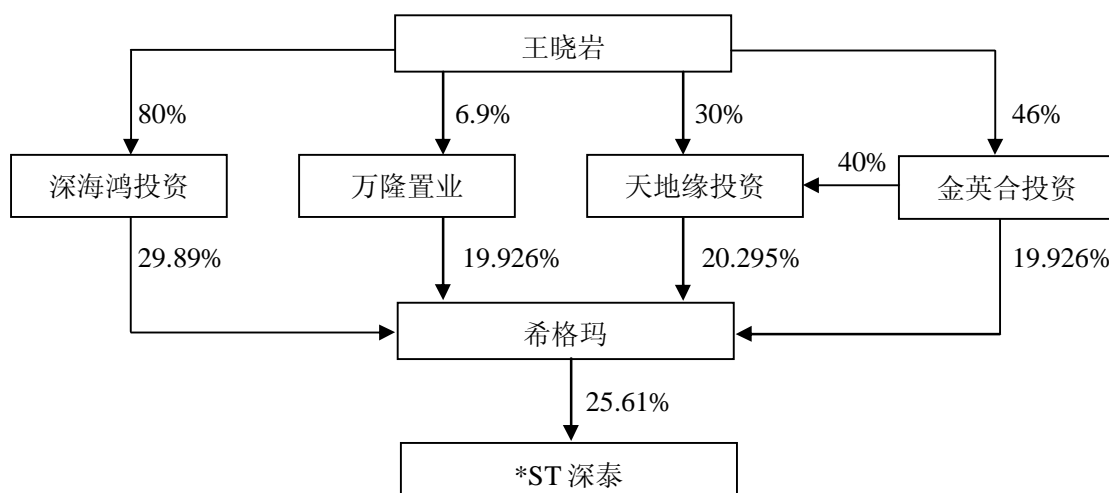 王晓岩
80%
6.9%
30%
46%
深海鸿投资
万隆置业
天地缘投资
40%
金英合投资
29.89%
19.926%
20.295%
19.926%
希格玛
25.61%
*ST 深泰